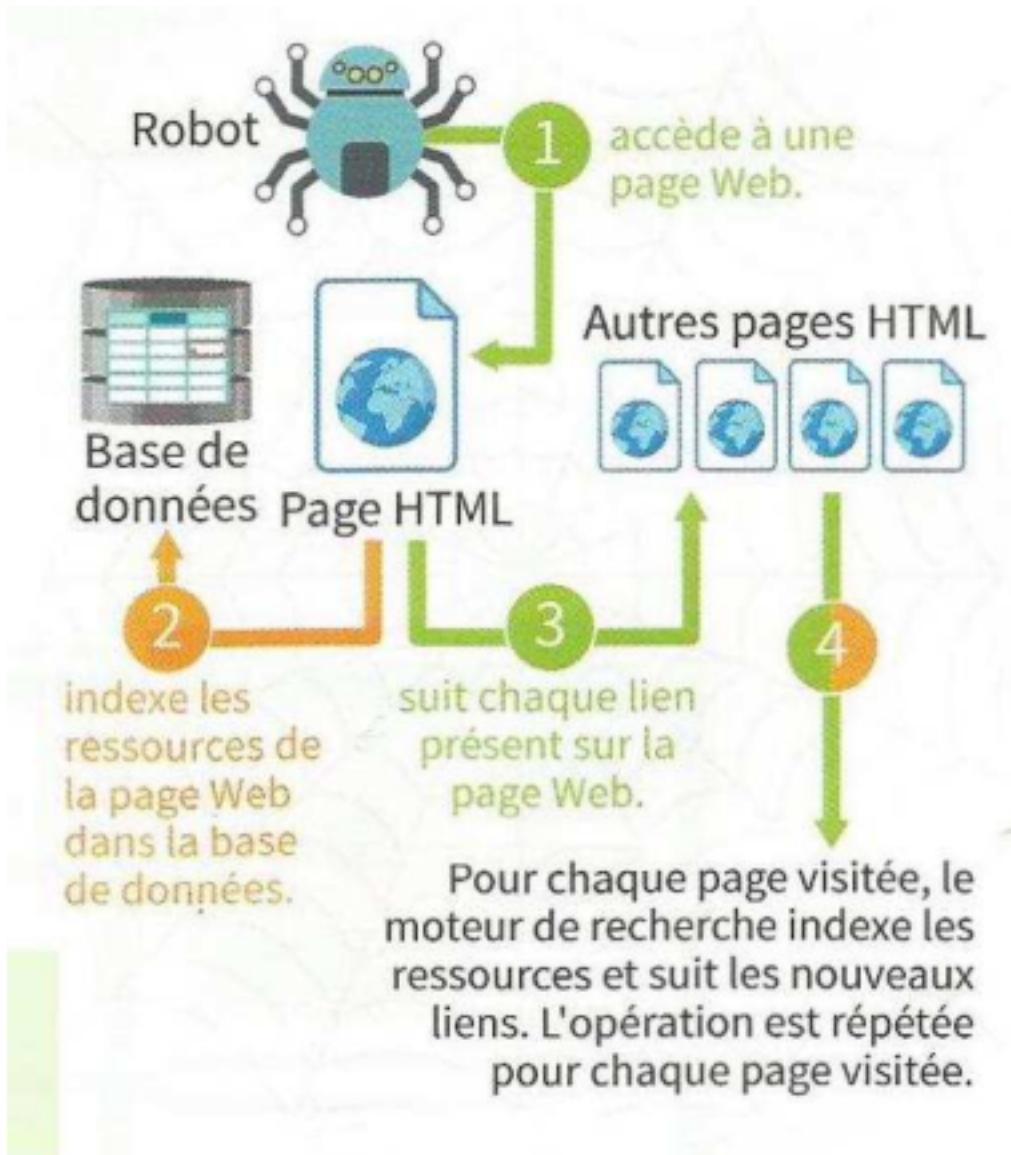 Robot
1
accède à une
page Web.
Autres pages HTML
Base de
données
Page HTML
2
3
4
indexe les
ressources de
la page Web
dans la base
de données.
suit chaque lien
présent sur la
page Web.
Pour chaque page visitée, le
moteur de recherche indexe les
ressources et suit les nouveaux
liens. L'opération est répétée
pour chaque page visitée.